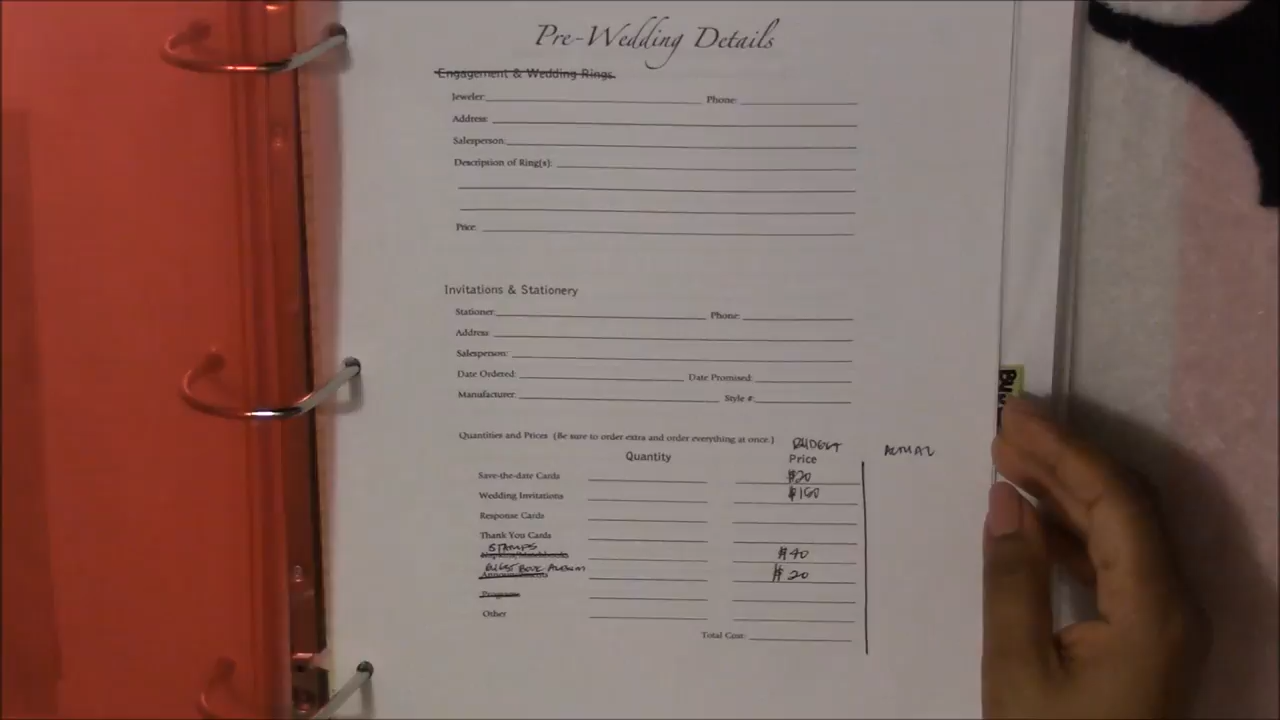 Pre-Wedding Details
Engagement & Wedding Rings
Jeweler: Phone:
Address:
Salesperson:
Description of Ring(s):
Price:
Invitations & Stationery
Stationer: Phone:
Address:
Salesperson:
Date Ordered: Date Promised:
Manufacturer: Style #:
Quantities and Prices (Be sure to order extra and order everything at once.) BUDGET
Quantity Price ACTUAL
Save-the-date Cards $20
Wedding Invitations $160
Response Cards
Thank You Cards
STAMPS $40
GUEST BOOK ALBUM $20
Announcements
Programs
Other
Total Cost: